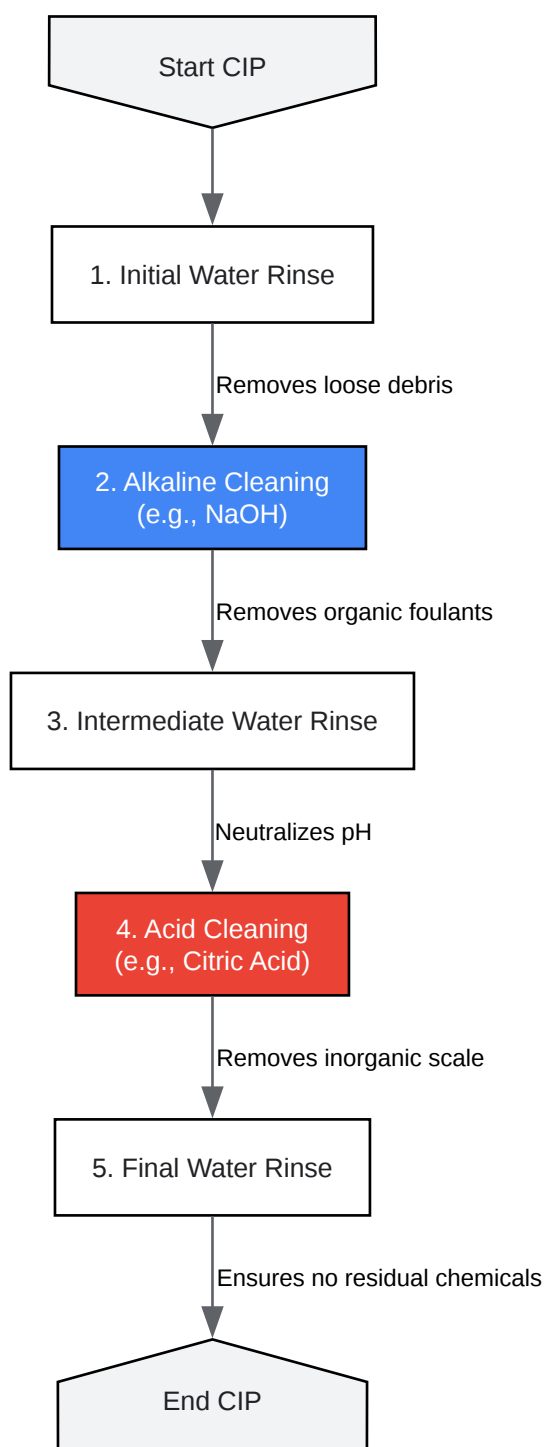 Start CIP
1. Initial Water Rinse
Removes loose debris
2. Alkaline Cleaning
(e.g., NaOH)
Removes organic foulants
3. Intermediate Water Rinse
Neutralizes pH
4. Acid Cleaning
(e.g., Citric Acid)
Removes inorganic scale
5. Final Water Rinse
Ensures no residual chemicals
End CIP